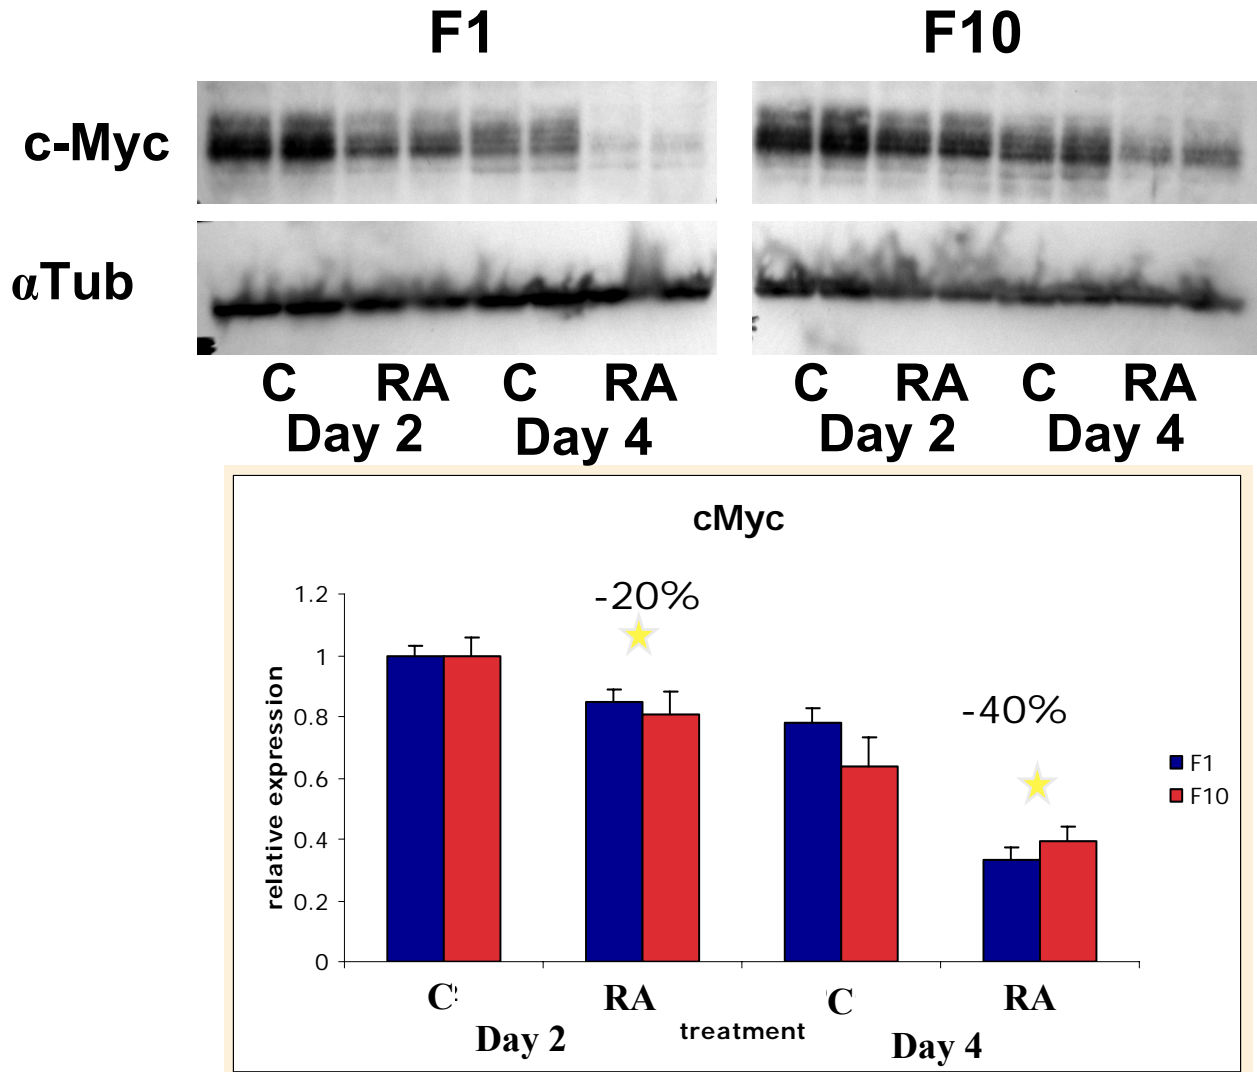 F1 F10
c-Myc
αTub
C RA C RA C RA C RA
Day 2 Day 4 Day 2 Day 4
cMyc
-20%
-40%
relative expression
1.2
1
0.8
0.6
0.4
0.2
0
F1
F10
C RA C RA
Day 2 treatment Day 4